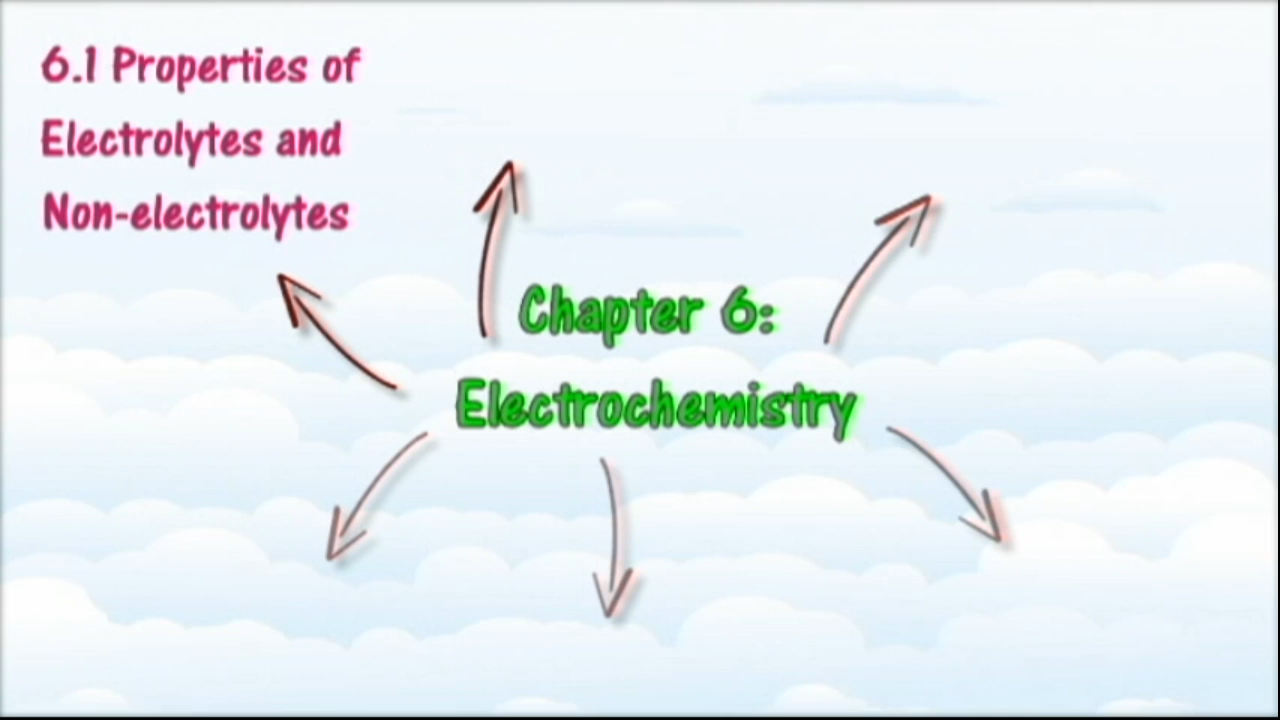 6.1 Properties of
Electrolytes and
Non-electrolytes
Chapter 6:
Electrochemistry